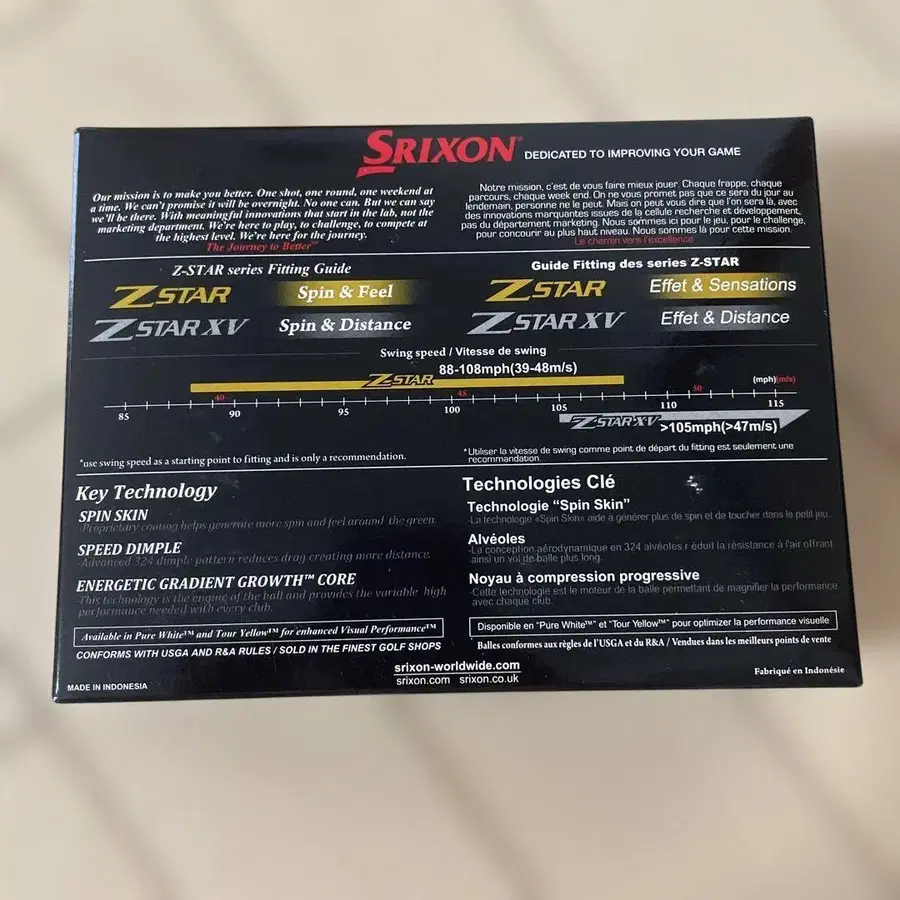 SRIXON® DEDICATED TO IMPROVING YOUR GAME
Our mission is to make you better. One shot, one round, one weekend at
a time. We can't promise it will be overnight. No one can. But we can say
we'll be there. With meaningful innovations that start in the lab, not the
marketing department. We're here to play, to challenge, to compete at
the highest level. We're here for the journey.
The Journey to Better™
Notre mission, c'est de vous faire mieux jouer. Chaque frappe, chaque
parcours, chaque week end. On ne vous promet pas que ce sera du jour au
lendemain, personne ne le peut. Mais on peut vous dire que l'on sera là, avec
des innovations marquantes issues de la cellule recherche et développement,
pas du département marketing. Nous sommes ici pour le jeu, pour le challenge,
pour concourir au plus haut niveau. Nous sommes là pour cette mission.
Le chemin vers l'excellence
Z-STAR series Fitting Guide
Z STAR Spin & Feel
Z STAR XV Spin & Distance
Guide Fitting des series Z-STAR
Z STAR Effet & Sensations
Z STAR XV Effet & Distance
Swing speed / Vitesse de swing
88-108mph(39-48m/s)
Z-STAR
40 45 50 (mph)(m/s)
85 90 95 100 105 110 115
Z-STAR-XV >105mph(>47m/s)
*use swing speed as a starting point to fitting and is only a recommendation.
*Utiliser la vitesse de swing comme point de départ du fitting est seulement une
recommendation.
Key Technology
SPIN SKIN
Proprietary coating helps generate more spin and feel around the green.
SPEED DIMPLE
Advanced 324 dimple pattern reduces drag creating more distance.
ENERGETIC GRADIENT GROWTH™ CORE
This technology is the engine of the ball and provides the variable high
performance needed with every club.
Available in Pure White™ and Tour Yellow™ for enhanced Visual Performance™
CONFORMS WITH USGA AND R&A RULES / SOLD IN THE FINEST GOLF SHOPS
Technologies Clé
Technologie “Spin Skin”
-La technologie «Spin Skin» aide à générer plus de spin et de toucher dans le petit jeu.
Alvéoles
-La conception aérodynamique en 324 alvéoles r éduit la résistance à l'air offrant
ainsi un vol de balle plus long.
Noyau à compression progressive
-Cette technologie est le moteur de la balle permettant de magnifier la performance
avec chaque club.
Disponible en “Pure White™” et “Tour Yellow™” pour optimizer la performance visuelle
Balles conformes aux règles de l'USGA et du R&A / Vendues dans les meilleurs points de vente
srixon-worldwide.com
srixon.com srixon.co.uk
MADE IN INDONESIA
Fabriqué en Indonésie